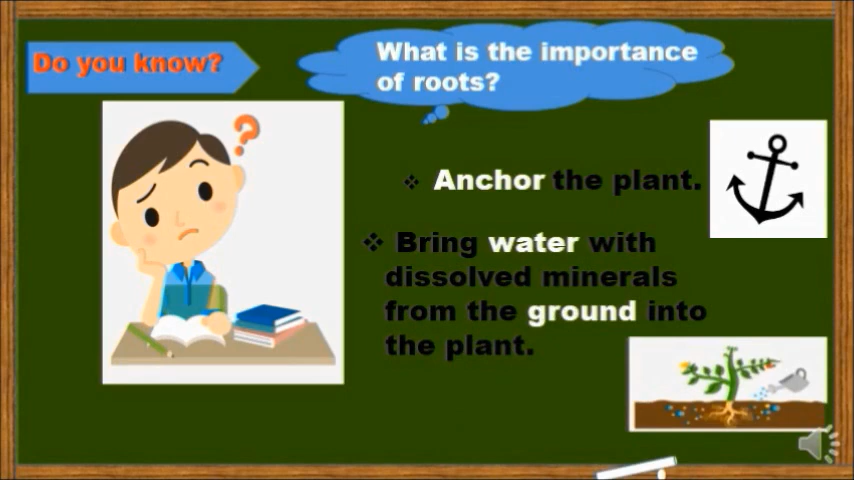 Do you know?
What is the importance
of roots?
?
❖ Anchor the plant.
❖ Bring water with
dissolved minerals
from the ground into
the plant.